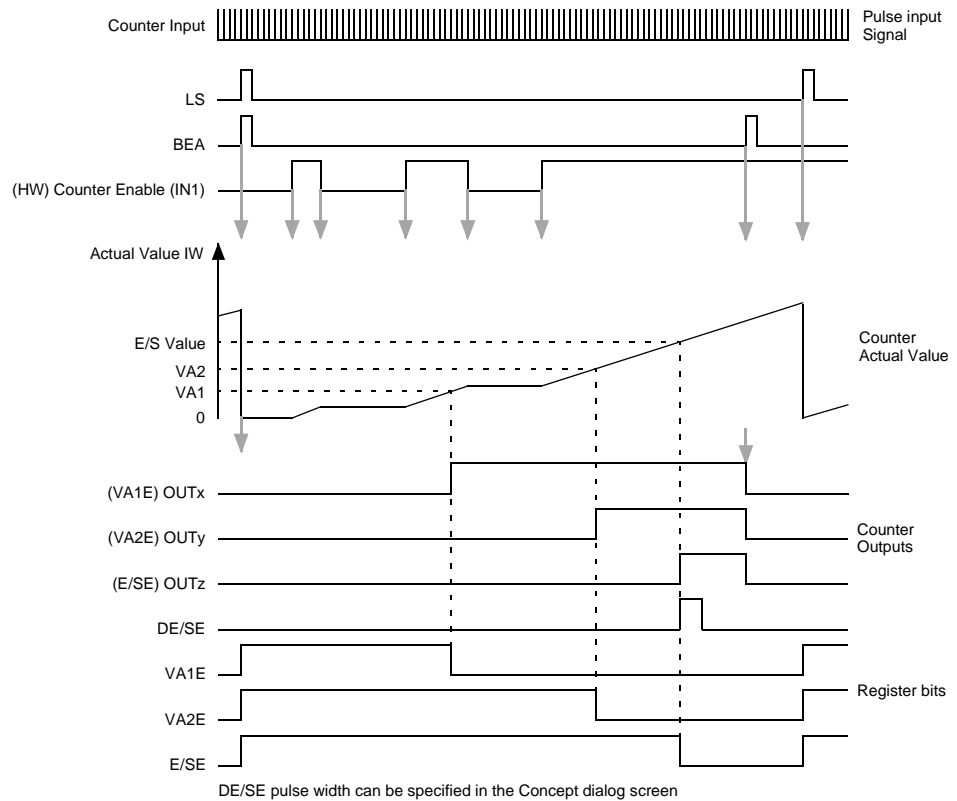 Counter Input
Pulse input
Signal
LS
BEA
(HW) Counter Enable (IN1)
Actual Value IW
E/S Value
VA2
VA1
0
Counter
Actual Value
(VA1E) OUTx
(VA2E) OUTy
(E/SE) OUTz
Counter
Outputs
DE/SE
VA1E
VA2E
E/SE
Register bits
DE/SE pulse width can be specified in the Concept dialog screen